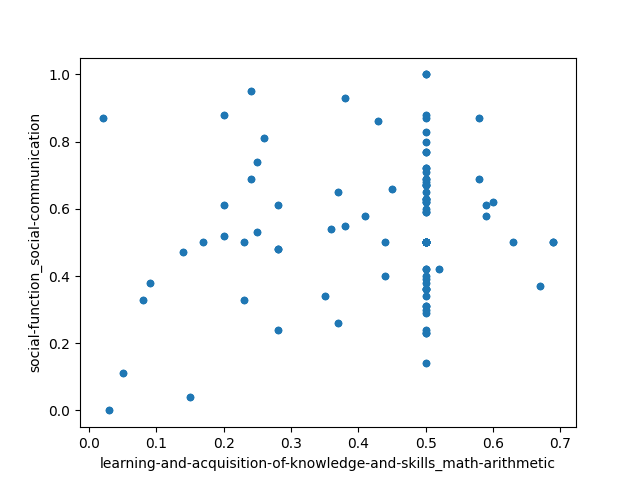 1.0
0.8
0.6
0.4
0.2
0.0
social-function_social-communication
0.0 0.1 0.2 0.3 0.4 0.5 0.6 0.7
learning-and-acquisition-of-knowledge-and-skills_math-arithmetic